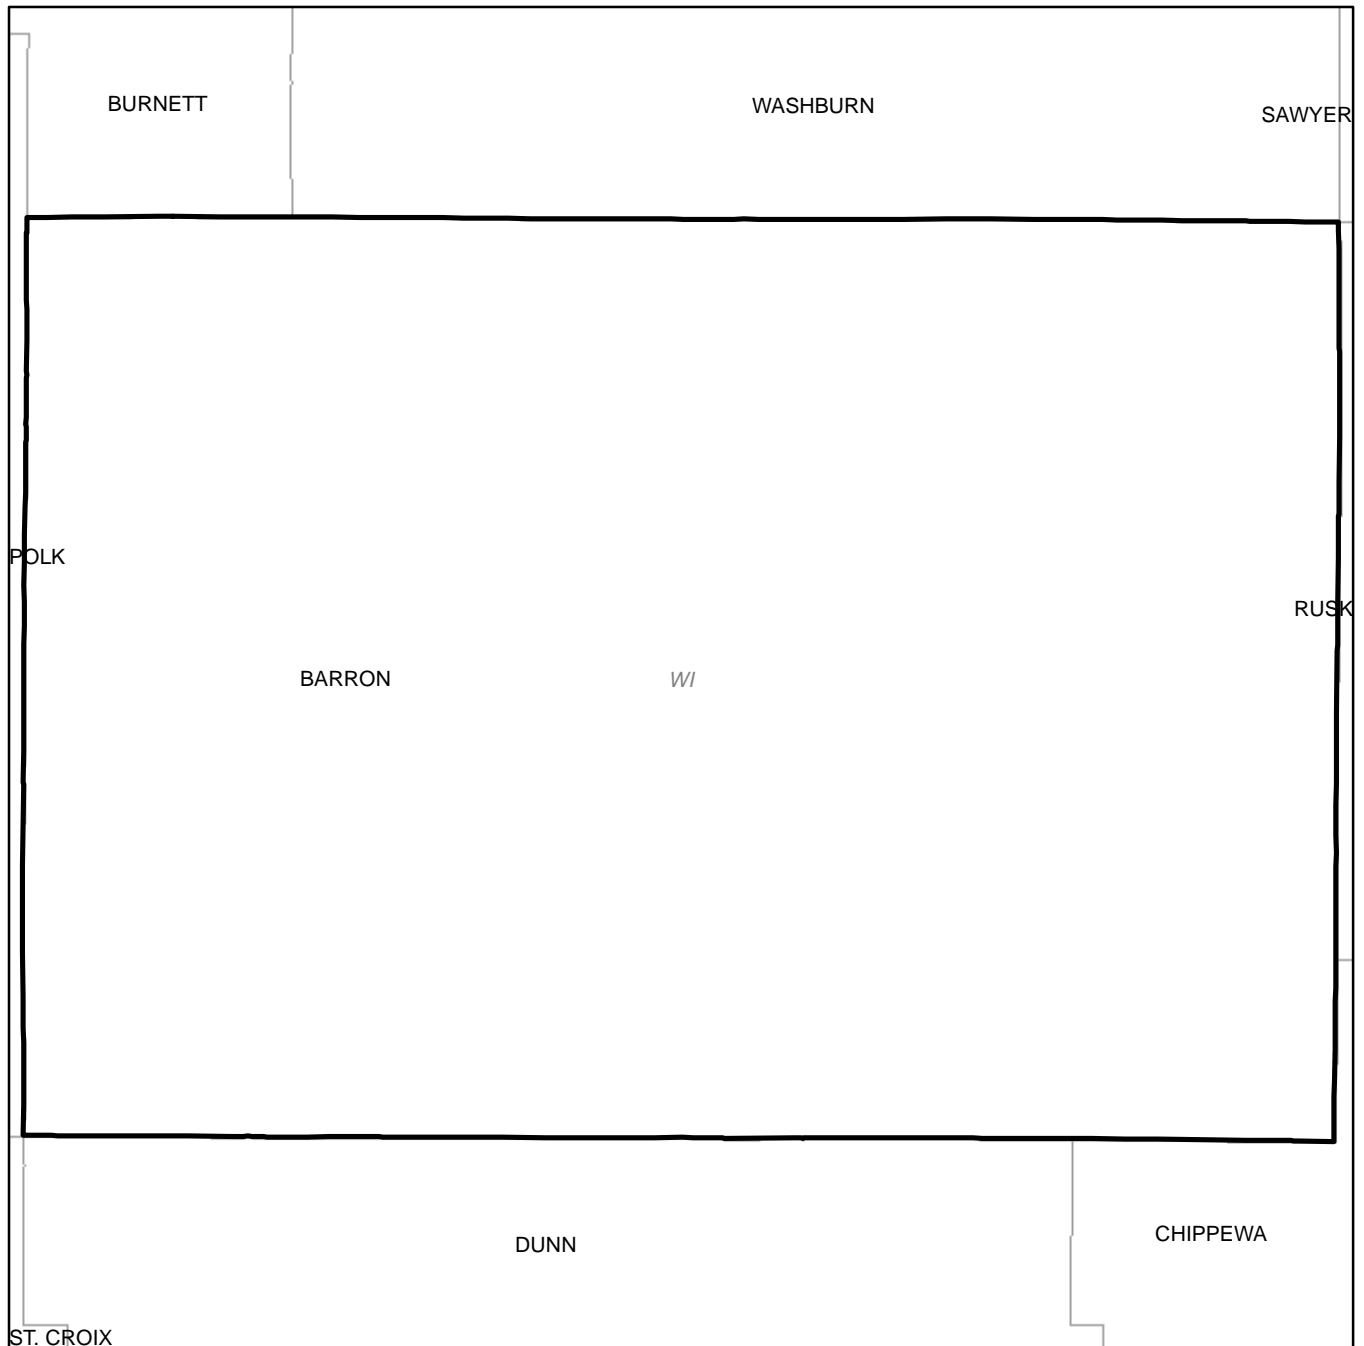 BURNETT
WASHBURN
SAWYER
POLK
RUSK
BARRON
WI
DUNN
CHIPPEWA
ST. CROIX